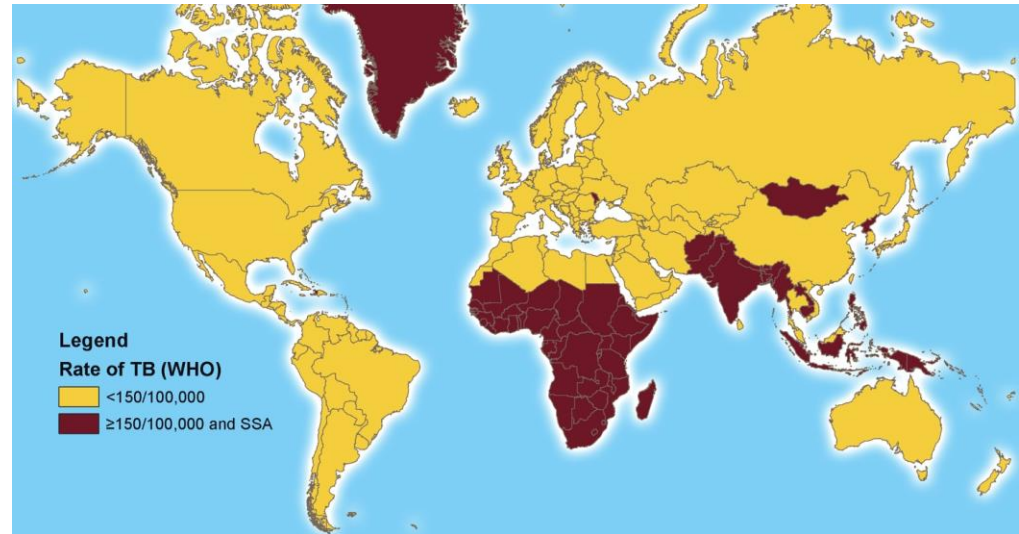 Legend
Rate of TB (WHO)
<150/100,000
≥150/100,000 and SSA